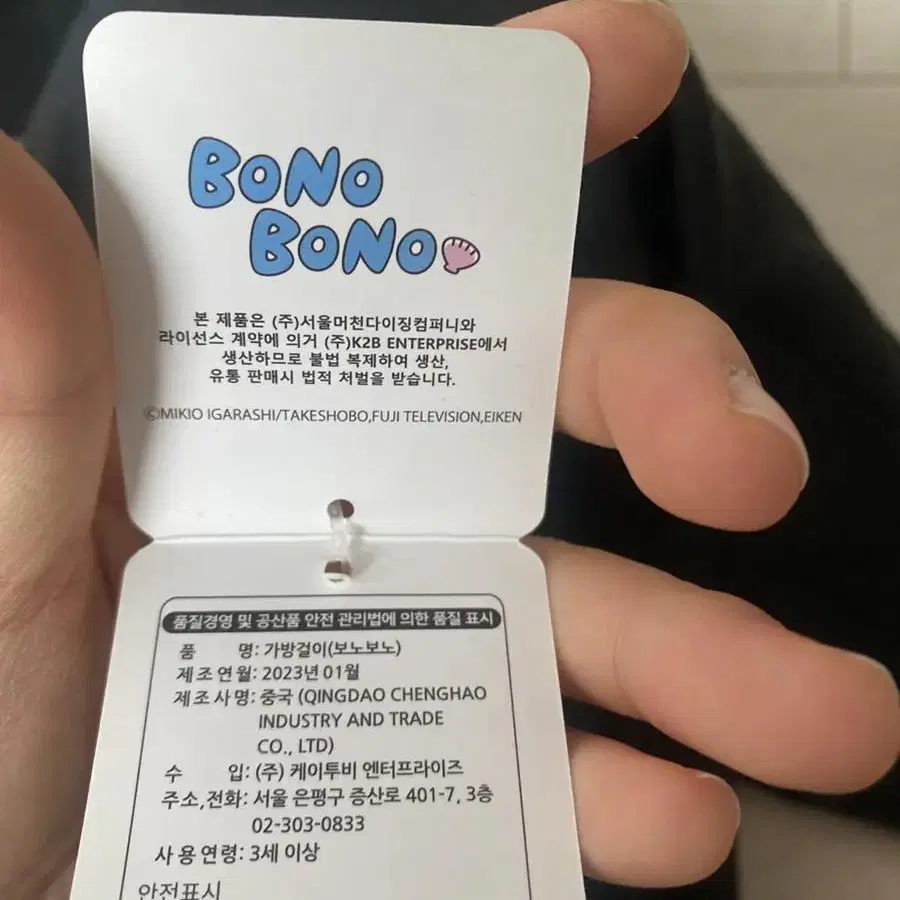 BONO
BONO
본 제품은 (주)서울머천다이징컴퍼니와
라이선스 계약에 의거 (주)K2B ENTERPRISE에서
생산하므로 불법 복제하여 생산,
유통 판매시 법적 처벌을 받습니다.
©MIKIO IGARASHI/TAKESHOBO,FUJI TELEVISION,EIKEN
품질경영 및 공산품 안전 관리법에 의한 품질 표시
품 명: 가방걸이(보노보노)
제조연월: 2023년 01월
제조사명: 중국 (QINGDAO CHENGHAO
INDUSTRY AND TRADE
CO., LTD)
수 입: (주) 케이투비 엔터프라이즈
주소,전화: 서울 은평구 증산로 401-7, 3층
02-303-0833
사용연령: 3세 이상
안전표시